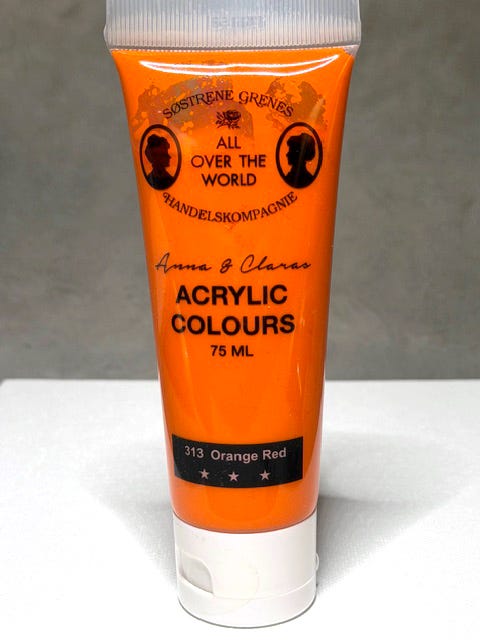 SØSTRENE GRENES
ALL
OVER THE
WORLD
HANDELSKOMPAGNIE
Anna & Claras
ACRYLIC
COLOURS
75 ML
313 Orange Red